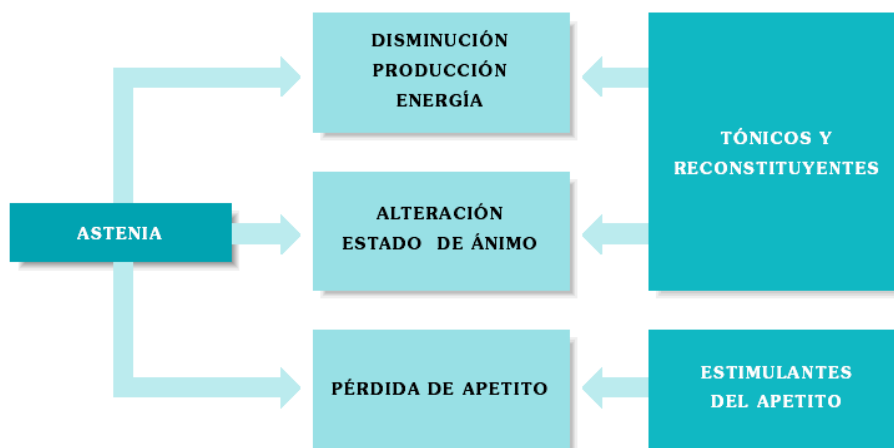 DISMINUCIÓN
PRODUCCIÓN
ENERGÍA
TÓNICOS Y
RECONSTITUYENTES
ASTENIA
ALTERACIÓN
ESTADO DE ÁNIMO
PÉRDIDA DE APETITO
ESTIMULANTES
DEL APETITO